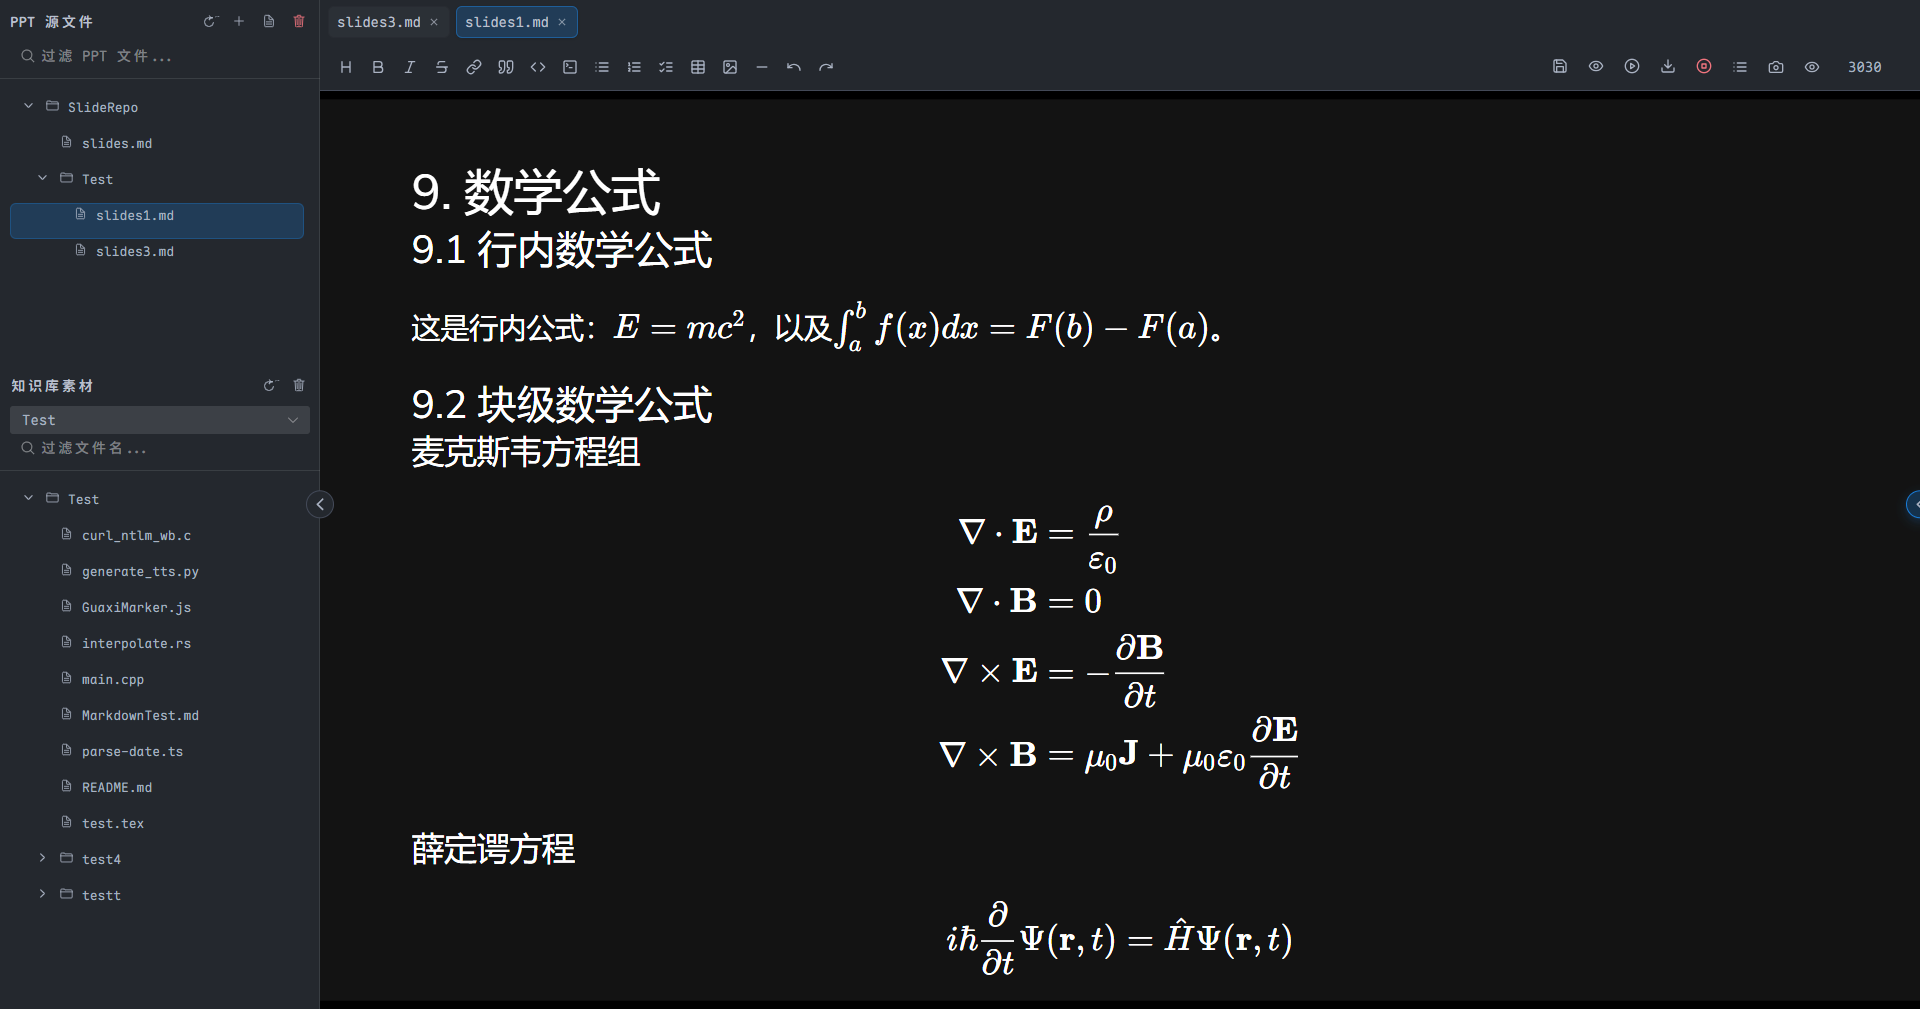 PPT 源文件
过滤 PPT 文件...
SlideRepo
slides.md
Test
slides1.md
slides3.md
知识库素材
Test
过滤文件名...
Test
curl_ntlm_wb.c
generate_tts.py
GuaxiMarker.js
interpolate.rs
main.cpp
MarkdownTest.md
parse-date.ts
README.md
test.tex
test4
testt
slides3.md ×
slides1.md ×
H B I S
3030
9. 数学公式
9.1 行内数学公式
这是行内公式：E = mc²，以及∫ₐᵇ f(x)dx = F(b) − F(a)。
9.2 块级数学公式
麦克斯韦方程组
∇ · E = ρ/ε₀
∇ · B = 0
∇ × E = −∂B/∂t
∇ × B = μ₀J + μ₀ε₀ ∂E/∂t
薛定谔方程
iℏ ∂/∂t Ψ(r, t) = ĤΨ(r, t)